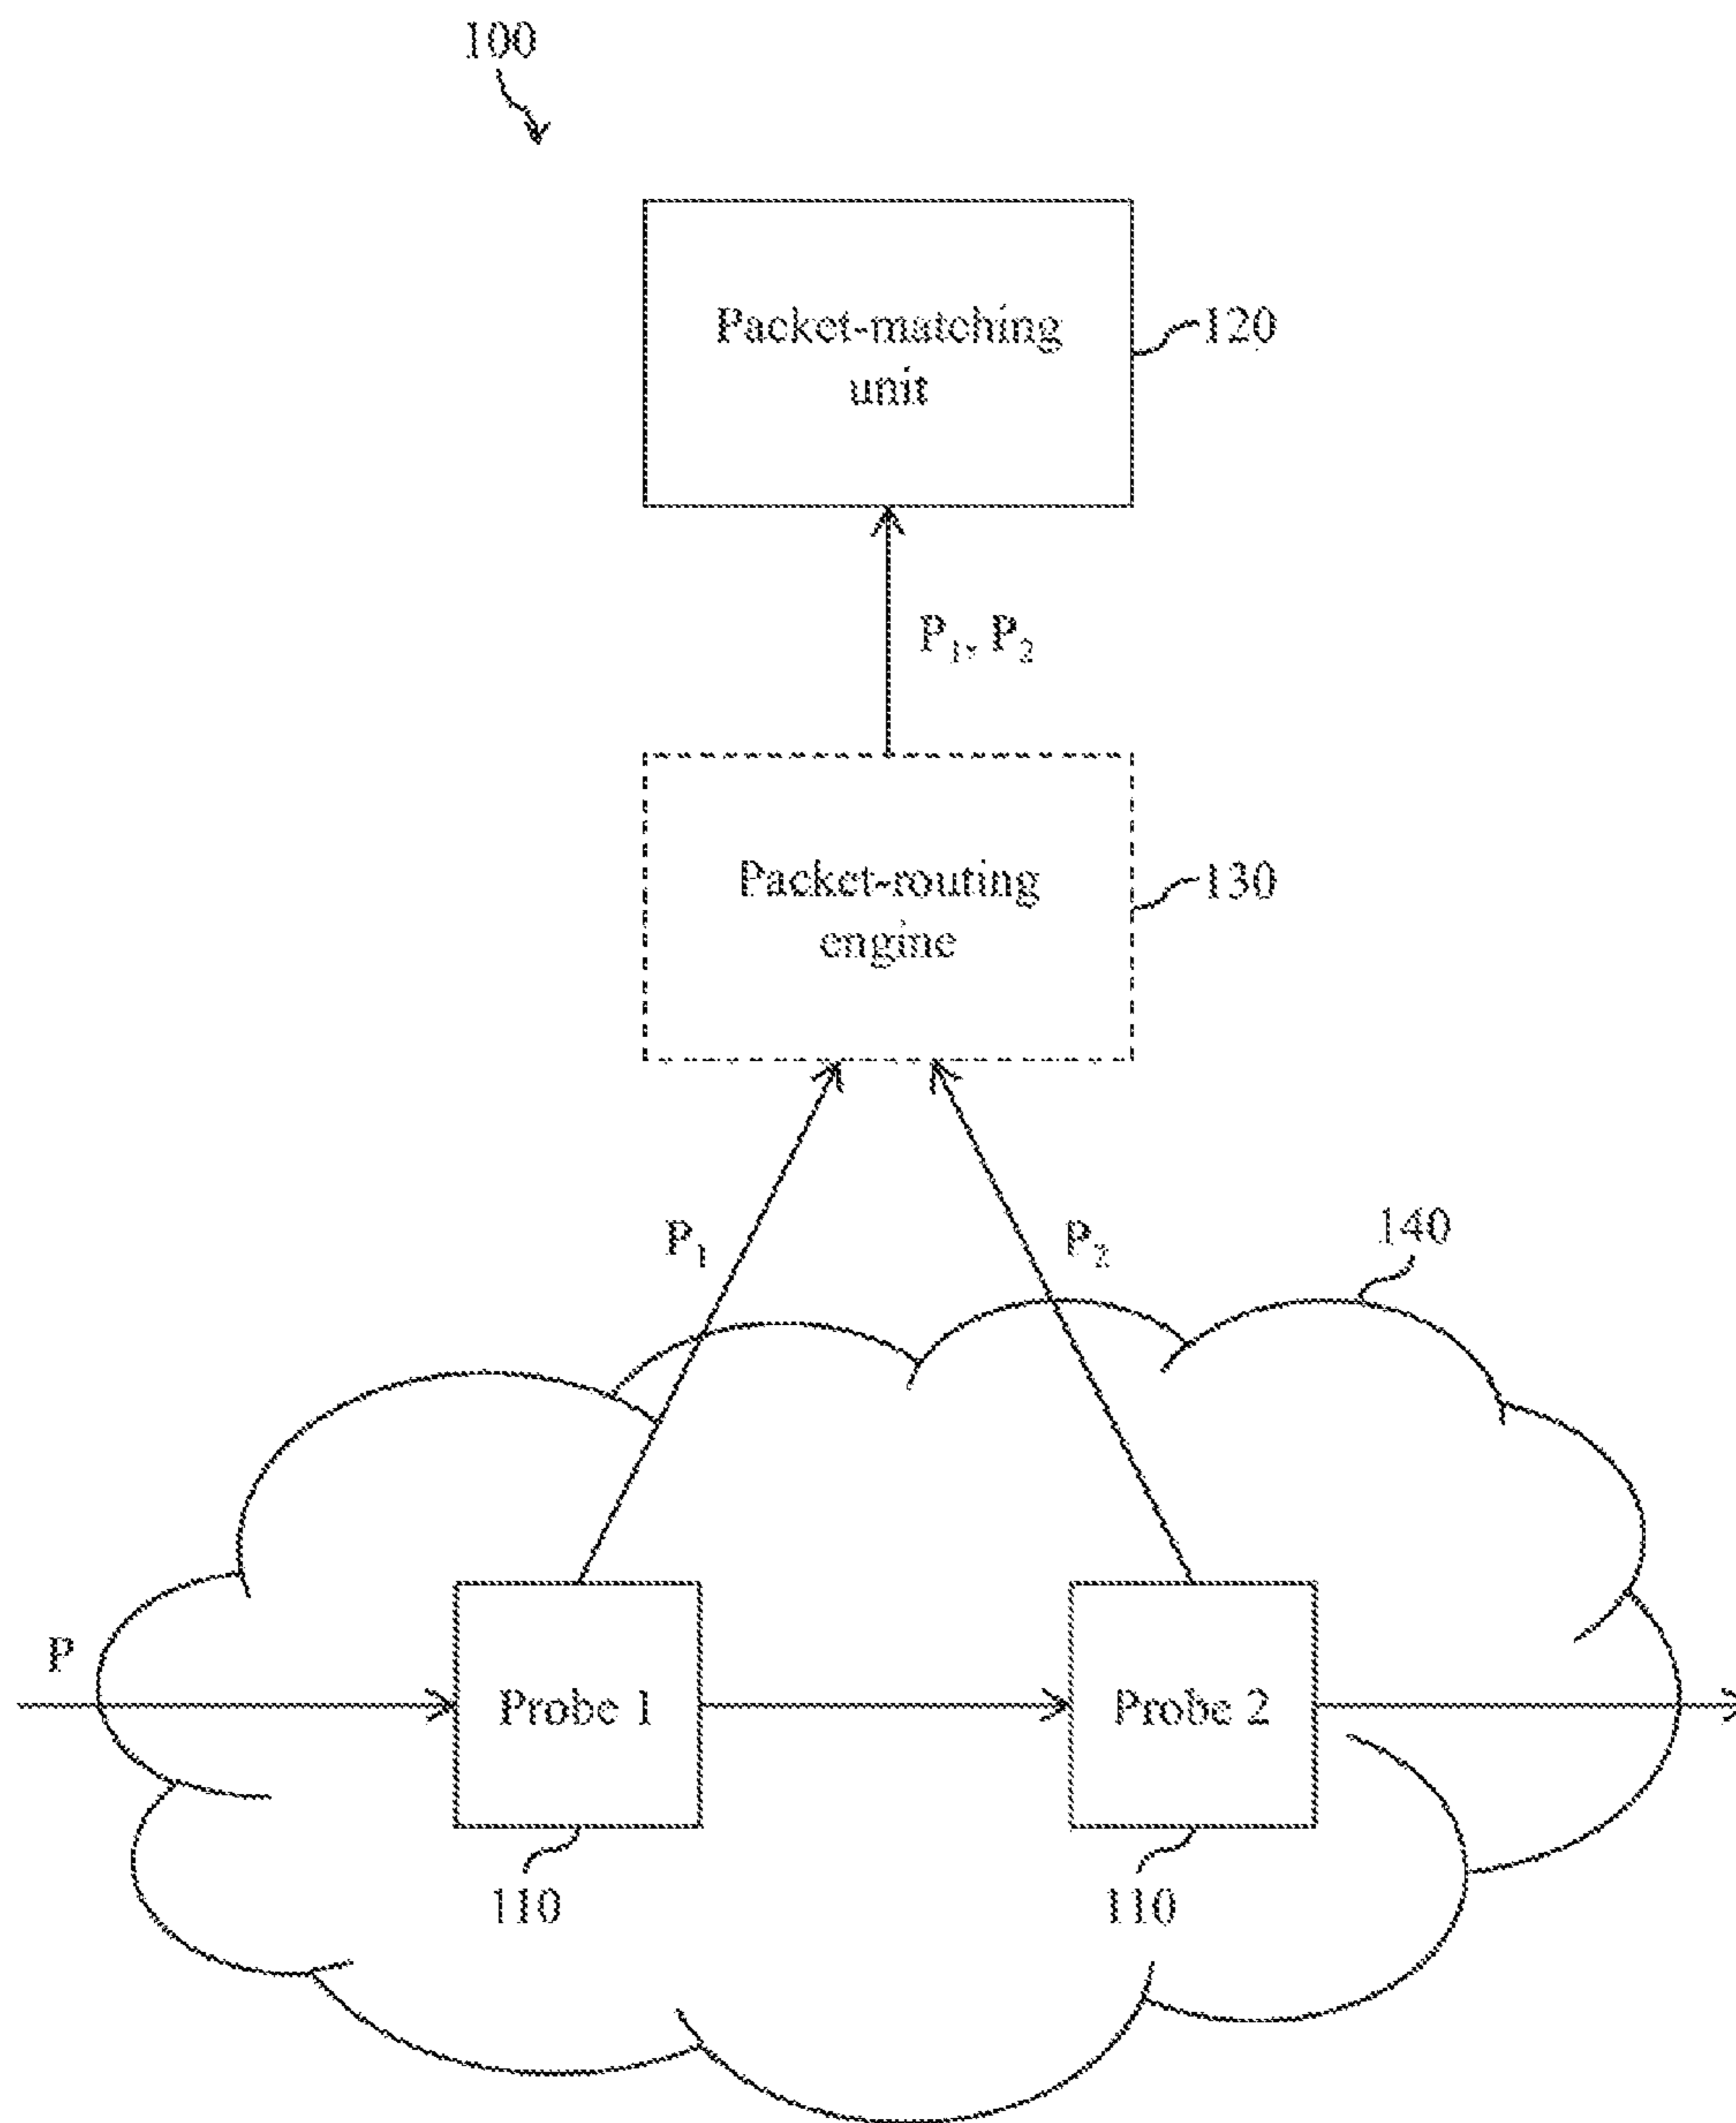 100
Packet-matching
unit
120
P₁, P₂
Packet-routing
engine
130
P₁
P₂
140
P
Probe 1
Probe 2
110
110